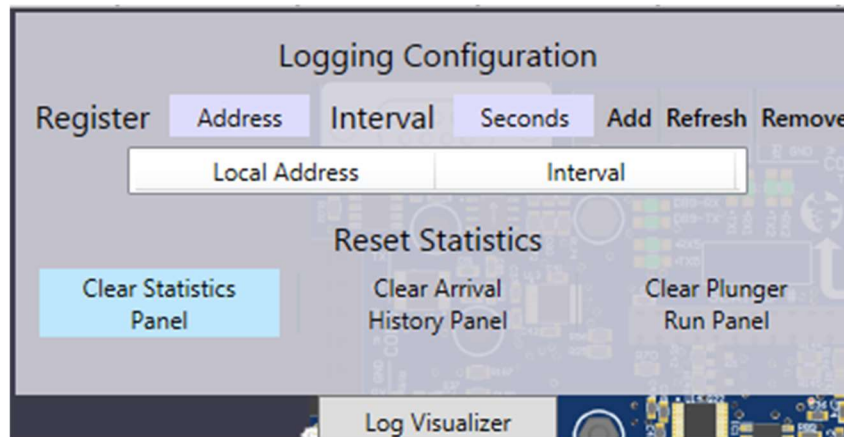 Logging Configuration
Register Address Interval Seconds Add Refresh Remove
Local Address Interval
Reset Statistics
Clear Statistics Panel
Clear Arrival History Panel
Clear Plunger Run Panel
Log Visualizer